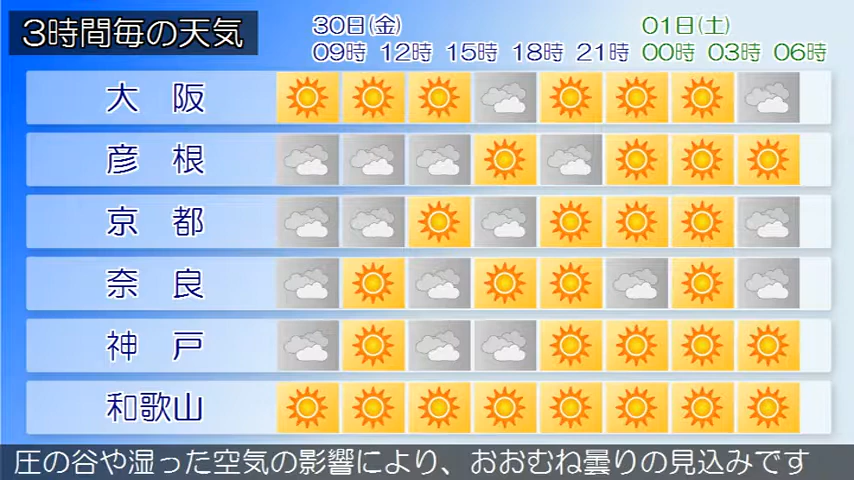 3時間毎の天気
30日(金) 01日(土)
09時 12時 15時 18時 21時 00時 03時 06時
大 阪
彦 根
京 都
奈 良
神 戸
和歌山
圧の谷や湿った空気の影響により、おおむね曇りの見込みです